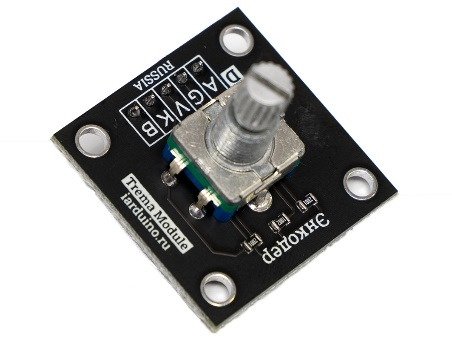 D A G V K B
RUSSIA
Trema Module
iarduino.ru
Энкодер